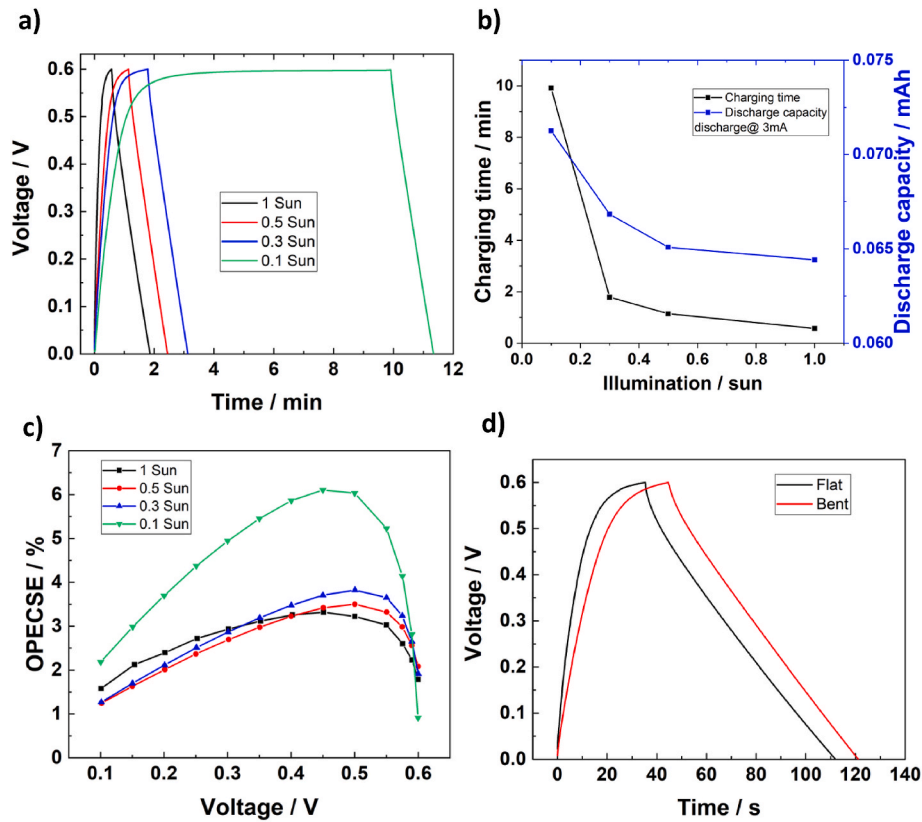 a)
0.6
0.5
0.4
0.3
0.2
0.1
0.0
Voltage / V
1 Sun
0.5 Sun
0.3 Sun
0.1 Sun
0 2 4 6 8 10 12
Time / min
b)
10
8
6
4
2
0
Charging time / min
Charging time
Discharge capacity
discharge@ 3mA
0.075
0.070
0.065
0.060
Discharge capacity / mAh
0.0 0.2 0.4 0.6 0.8 1.0
Illumination / sun
c)
7
6
5
4
3
2
1
0
OPECSE / %
1 Sun
0.5 Sun
0.3 Sun
0.1 Sun
0.1 0.2 0.3 0.4 0.5 0.6
Voltage / V
d)
0.6
0.5
0.4
0.3
0.2
0.1
0.0
Voltage / V
Flat
Bent
0 20 40 60 80 100 120 140
Time / s